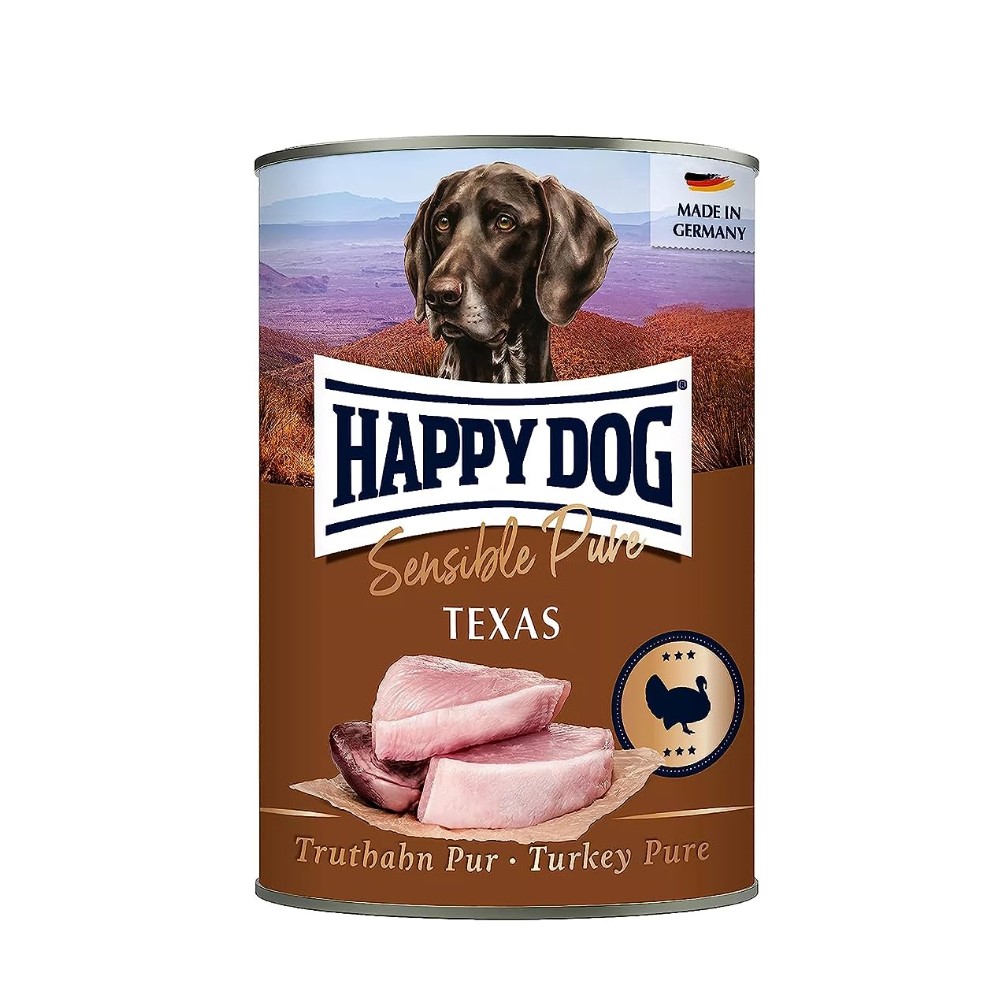 MADE IN
GERMANY
HAPPY DOG®
Sensible Pure
TEXAS
Truthahn Pur · Turkey Pure